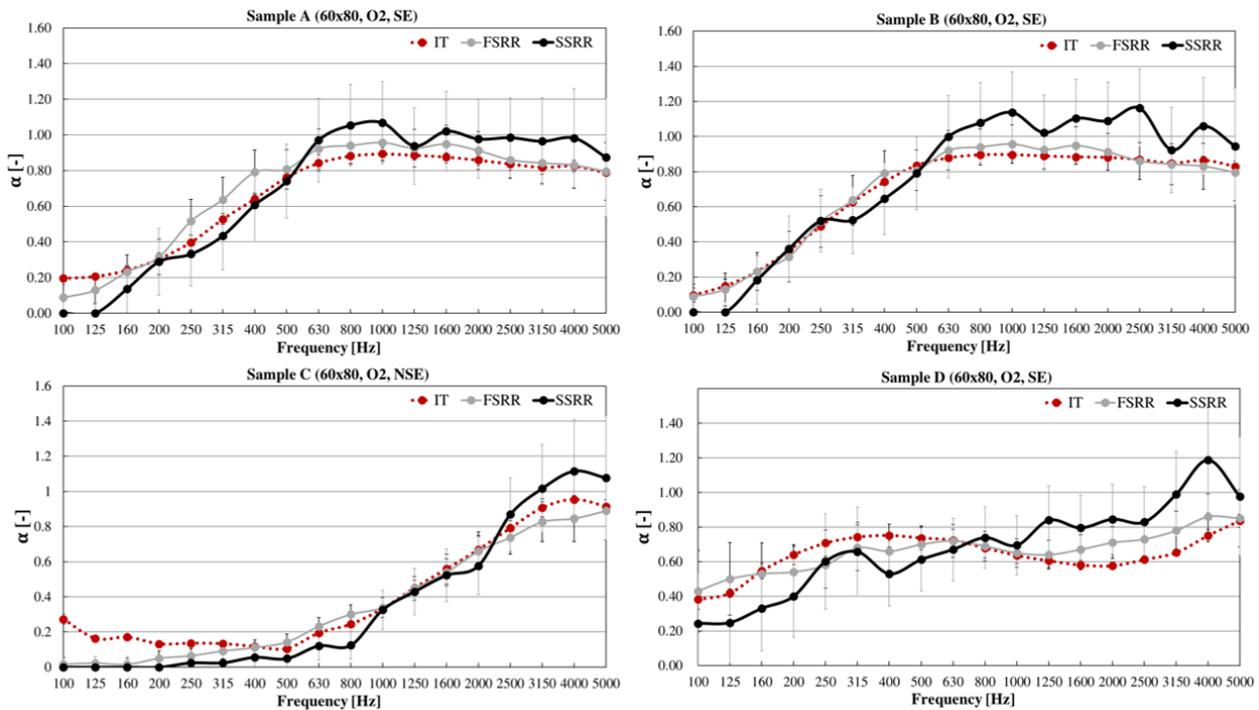 Sample A (60x80, O2, SE)
1.60
1.40
1.20
1.00
0.80
0.60
0.40
0.20
0.00
α [-]
IT FSRR SSRR
100 125 160 200 250 315 400 500 630 800 1000 1250 1600 2000 2500 3150 4000 5000
Frequency [Hz]
Sample B (60x80, O2, SE)
1.60
1.40
1.20
1.00
0.80
0.60
0.40
0.20
0.00
α [-]
IT FSRR SSRR
100 125 160 200 250 315 400 500 630 800 1000 1250 1600 2000 2500 3150 4000 5000
Frequency [Hz]
Sample C (60x80, O2, NSE)
1.6
1.4
1.2
1
0.8
0.6
0.4
0.2
0
α [-]
IT FSRR SSRR
100 125 160 200 250 315 400 500 630 800 1000 1250 1600 2000 2500 3150 4000 5000
Frequency [Hz]
Sample D (60x80, O2, SE)
1.40
1.20
1.00
0.80
0.60
0.40
0.20
0.00
α [-]
IT FSRR SSRR
100 125 160 200 250 315 400 500 630 800 1000 1250 1600 2000 2500 3150 4000 5000
Frequency [Hz]